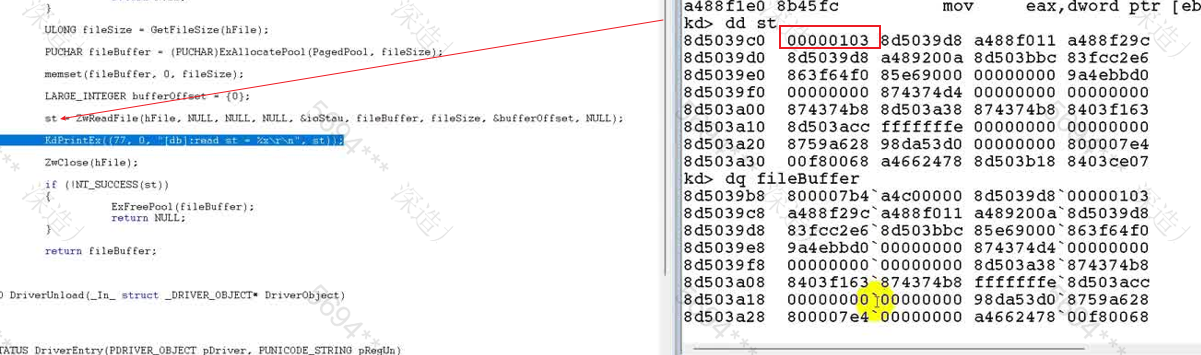 }
ULONG fileSize = GetFileSize(hFile);
PUCHAR fileBuffer = (PUCHAR)ExAllocatePool(PagedPool, fileSize);
memset(fileBuffer, 0, fileSize);
LARGE_INTEGER bufferOffset = {0};
st = ZwReadFile(hFile, NULL, NULL, NULL, &ioStau, fileBuffer, fileSize, &bufferOffset, NULL);
KdPrintEx((77, 0, "[db]:read st = %x\r\n", st));
ZwClose(hFile);
if (!NT_SUCCESS(st))
{
ExFreePool(fileBuffer);
return NULL;
}
return fileBuffer;
DriverUnload(_In_ struct _DRIVER_OBJECT* DriverObject)
TATUS DriverEntry(PDRIVER_OBJECT pDriver, PUNICODE_STRING pRegUn)
a488f1e0 8b45fc mov eax,dword ptr [eb
kd> dd st
8d5039c0 00000103 8d5039d8 a488f011 a488f29c
8d5039d0 8d5039d8 a489200a 8d503bbc 83fcc2e6
8d5039e0 863f64f0 85e69000 00000000 9a4ebbd0
8d5039f0 00000000 874374d4 00000000 00000000
8d503a00 874374b8 8d503a38 874374b8 8403f163
8d503a10 8d503acc fffffffe 00000000 00000000
8d503a20 8759a628 98da53d0 00000000 800007e4
8d503a30 00f80068 a4662478 8d503b18 8403ce07
kd> dq fileBuffer
8d5039b8 800007b4`a4c00000 8d5039d8`00000103
8d5039c8 a488f29c`a488f011 a489200a`8d5039d8
8d5039d8 83fcc2e6`8d503bbc 85e69000`863f64f0
8d5039e8 9a4ebbd0`00000000 874374d4`00000000
8d5039f8 00000000`00000000 8d503a38`874374b8
8d503a08 8403f163`874374b8 fffffffe`8d503acc
8d503a18 00000000`00000000 98da53d0`8759a628
8d503a28 800007e4`00000000 a4662478`00f80068